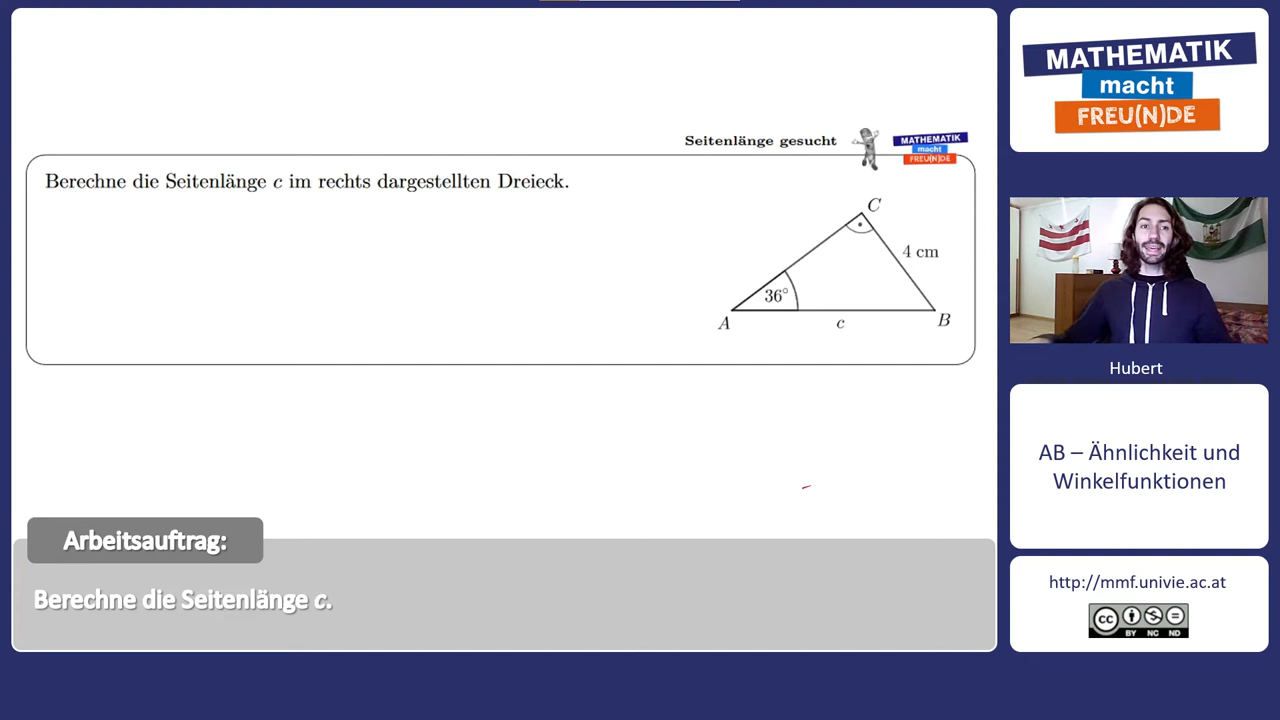 Seitenlänge gesucht
MATHEMATIK
macht
FREU(N)DE
Berechne die Seitenlänge c im rechts dargestellten Dreieck.
C
4 cm
36°
A
c
B
Arbeitsauftrag:
Berechne die Seitenlänge c.
MATHEMATIK
macht
FREU(N)DE
Hubert
AB – Ähnlichkeit und
Winkelfunktionen
http://mmf.univie.ac.at
cc
BY NC ND